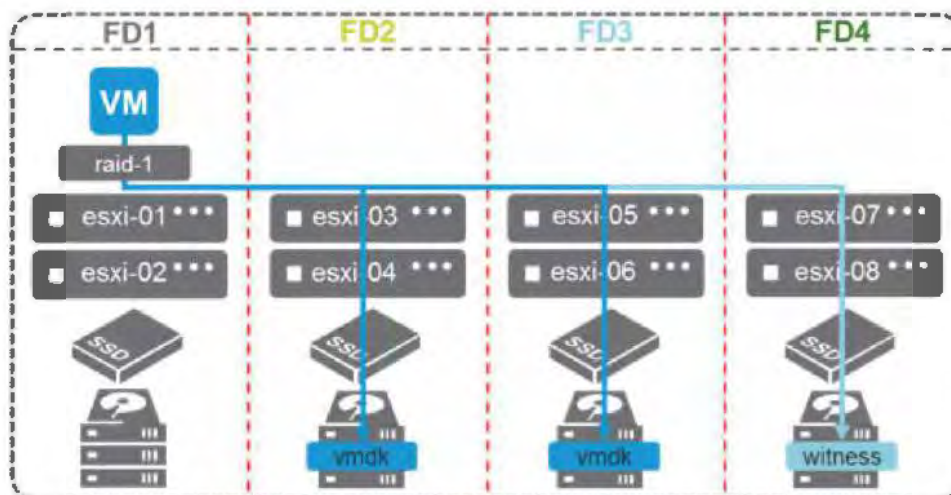 FD1 FD2 FD3 FD4
VM
raid-1
esxi-01 esxi-03 esxi-05 esxi-07
esxi-02 esxi-04 esxi-06 esxi-08
SSD SSD SSD SSD
vmdk vmdk witness